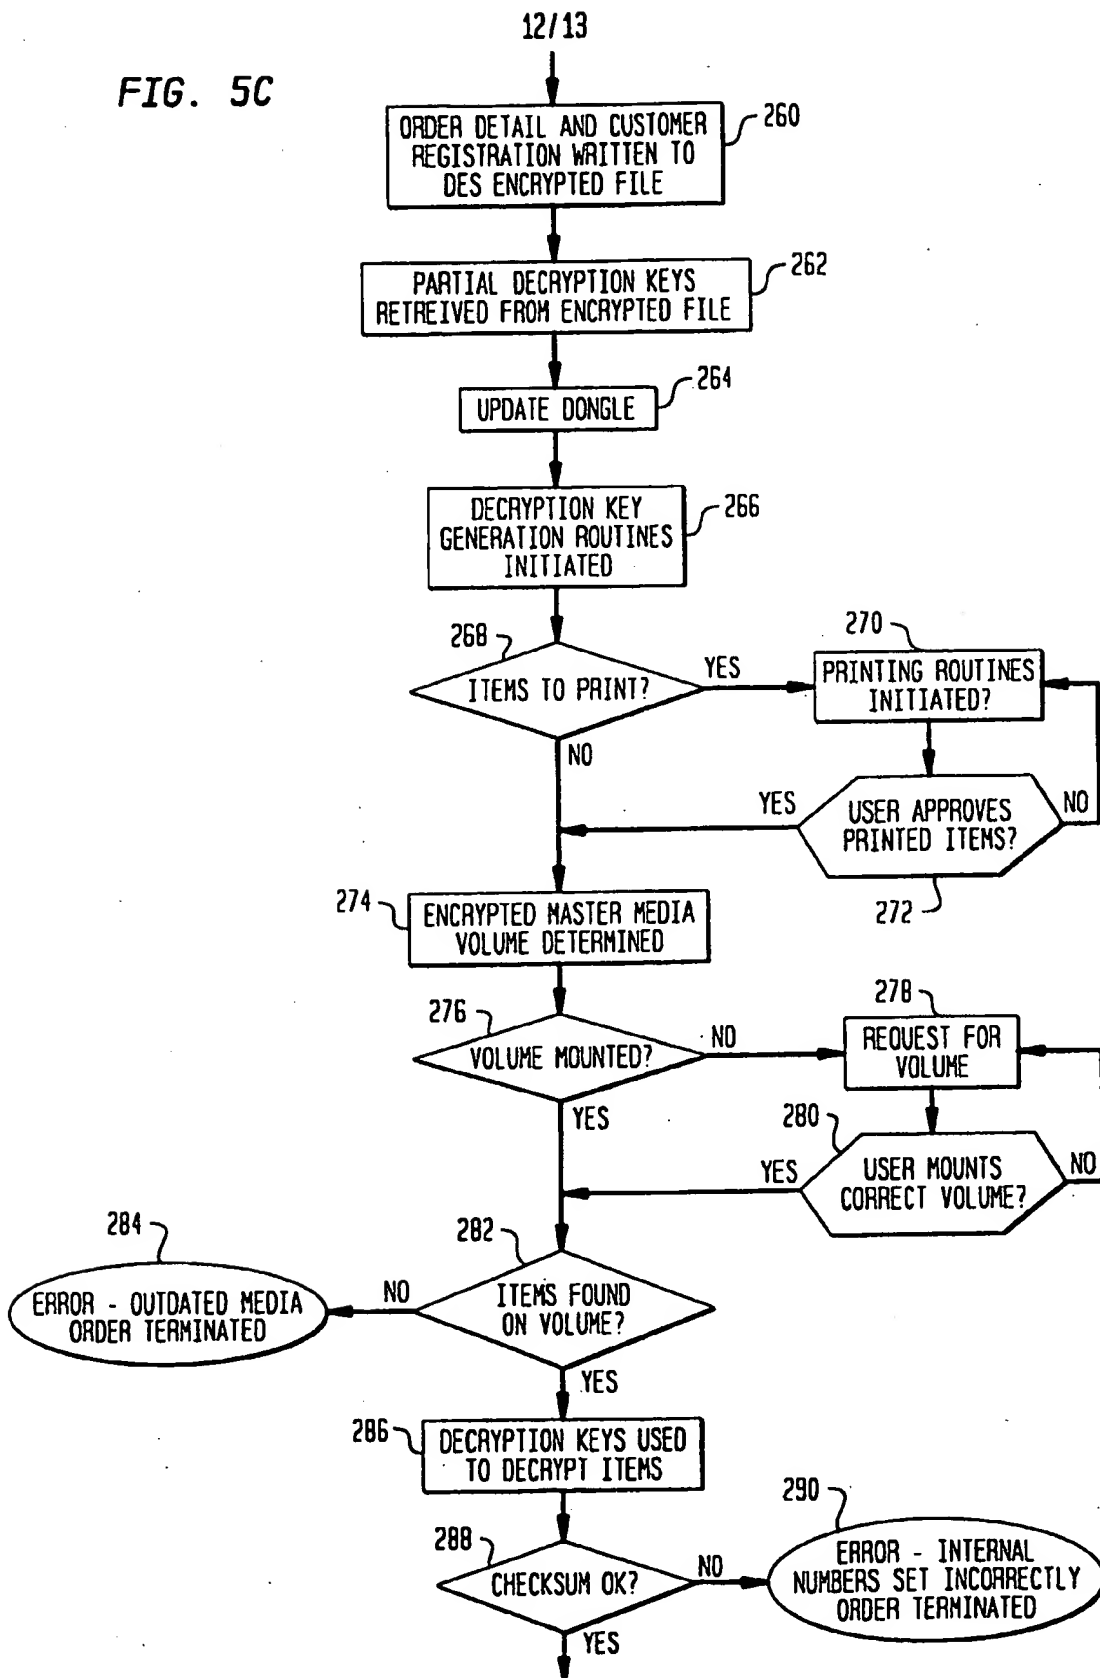 12/13
FIG. 5C
ORDER DETAIL AND CUSTOMER
REGISTRATION WRITTEN TO
DES ENCRYPTED FILE
260
PARTIAL DECRYPTION KEYS
RETREIVED FROM ENCRYPTED FILE
262
UPDATE DONGLE
264
DECRYPTION KEY
GENERATION ROUTINES
INITIATED
266
268
ITEMS TO PRINT?
YES
NO
270
PRINTING ROUTINES
INITIATED?
YES
USER APPROVES
PRINTED ITEMS?
NO
272
274
ENCRYPTED MASTER MEDIA
VOLUME DETERMINED
276
VOLUME MOUNTED?
NO
YES
278
REQUEST FOR
VOLUME
280
YES
USER MOUNTS
CORRECT VOLUME?
NO
282
ITEMS FOUND
ON VOLUME?
NO
YES
284
ERROR - OUTDATED MEDIA
ORDER TERMINATED
286
DECRYPTION KEYS USED
TO DECRYPT ITEMS
288
CHECKSUM OK?
NO
YES
290
ERROR - INTERNAL
NUMBERS SET INCORRECTLY
ORDER TERMINATED